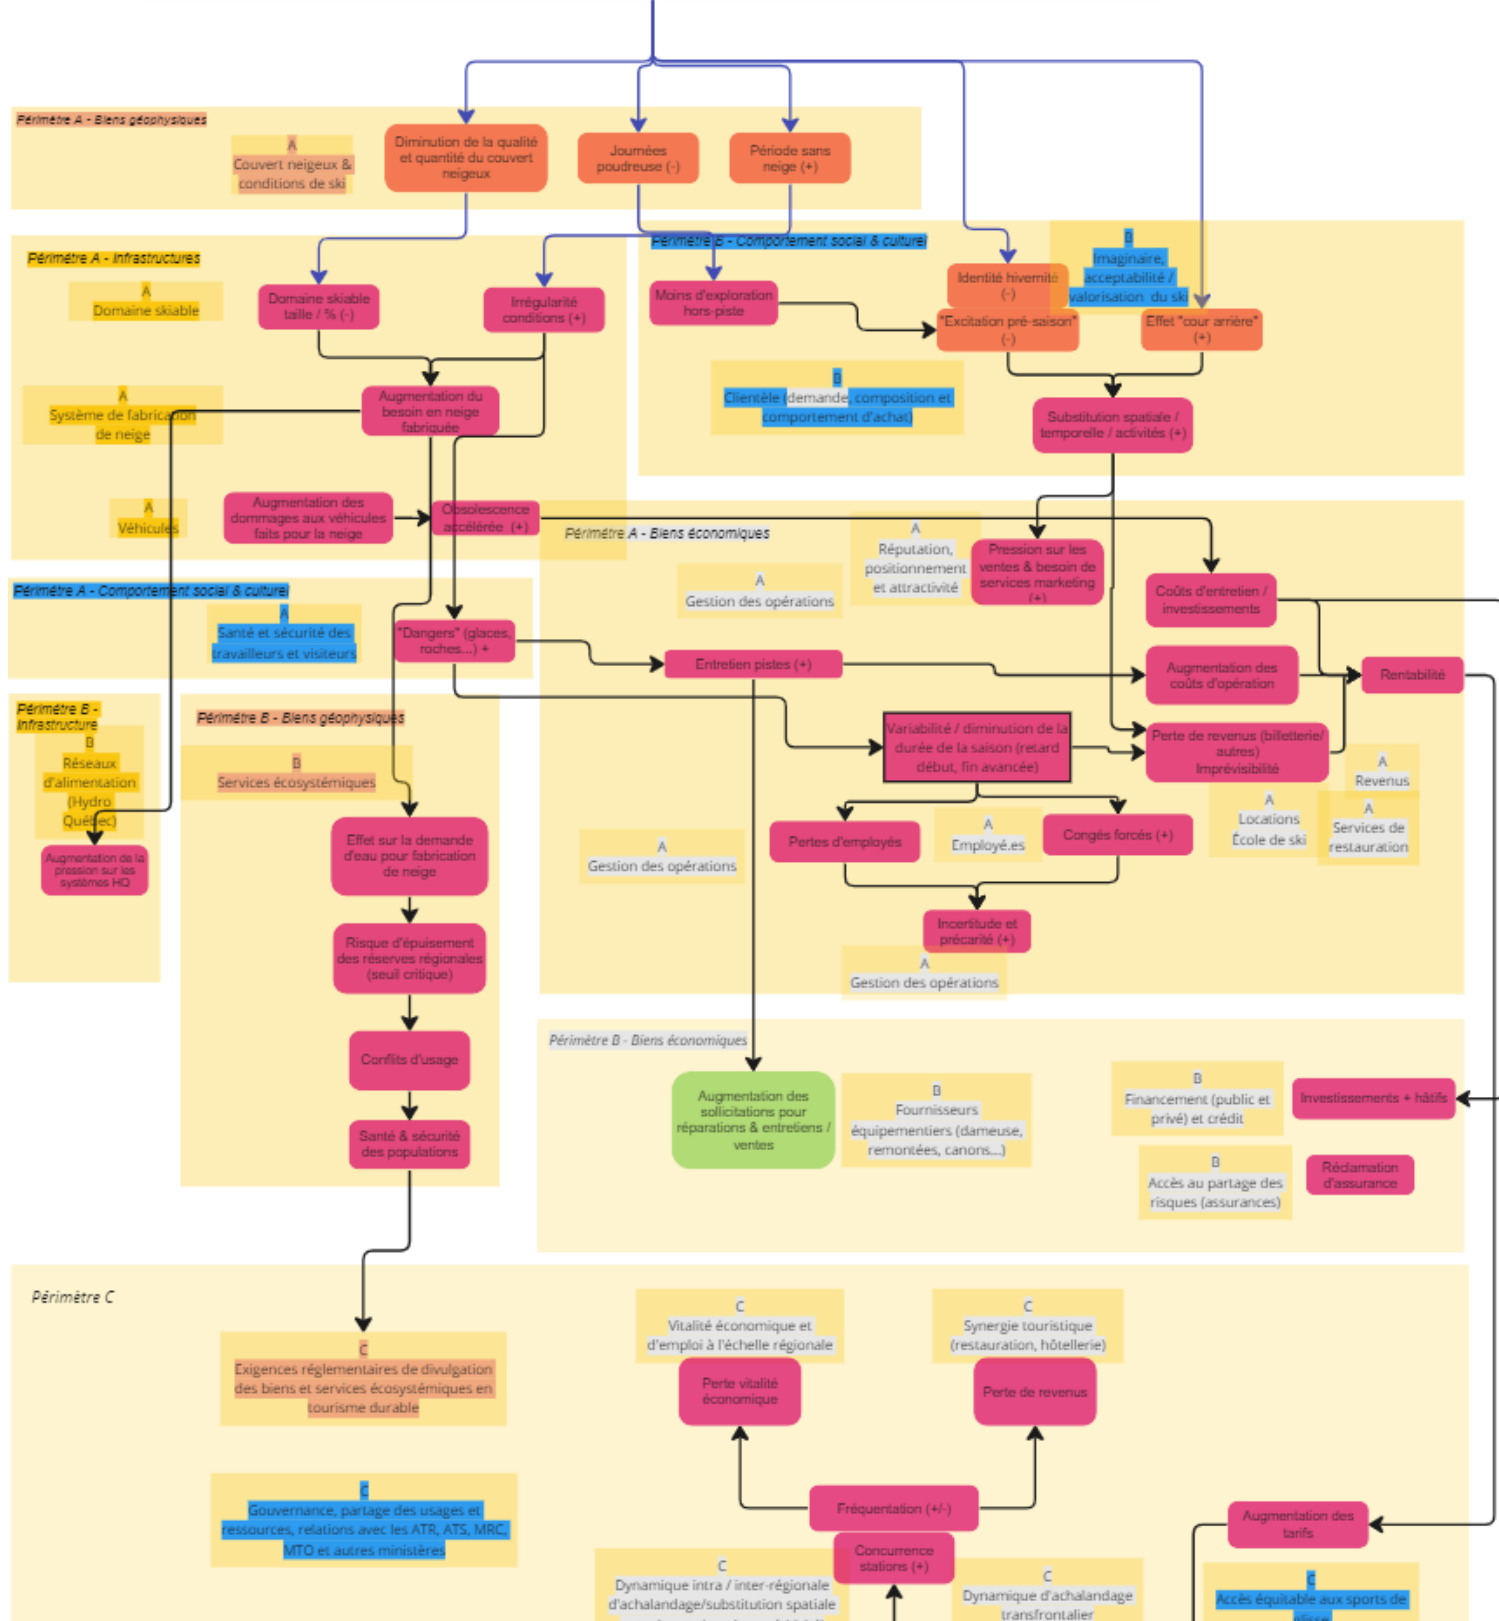 Périmètre A - Biens géophysiques
A
Couvert neigeux &
conditions de ski
Diminution de la qualité
et quantité du couvert
neigeux
Journées
poudreuse (-)
Période sans
neige (+)
Périmètre A - Infrastructures
A
Domaine skiable
Domaine skiable
taille / % (-)
Irrégularité
conditions (+)
A
Système de fabrication
de neige
Augmentation du
besoin en neige
fabriquée
A
Véhicules
Augmentation des
dommages aux véhicules
faits pour la neige
Obsolescence
accélérée (+)
Périmètre B - Comportement social & culturel
Moins d'exploration
hors-piste
Identité hivernité
(-)
B
Imaginaire,
acceptabilité /
valorisation du ski
"Excitation pré-saison"
(-)
Effet "cour arrière"
(+)
B
Clientèle (demande, composition et
comportement d'achat)
Substitution spatiale /
temporelle / activités (+)
Périmètre A - Biens économiques
A
Gestion des opérations
A
Réputation,
positionnement
et attractivité
Pression sur les
ventes & besoin de
services marketing
(+)
Coûts d'entretien /
investissements
Périmètre A - Comportement social & culturel
A
Santé et sécurité des
travailleurs et visiteurs
"Dangers" (glaces,
roches...) +
Entretien pistes (+)
Augmentation des
coûts d'opération
Rentabilité
Variabilité / diminution de la
durée de la saison (retard
début, fin avancée)
Perte de revenu (billetterie/
autres)
Imprévisibilité
A
Revenus
A
Locations
École de ski
A
Services de
restauration
Pertes d'employés
A
Employé.es
Congés forcés (+)
A
Gestion des opérations
Incertitude et
précarité (+)
A
Gestion des opérations
Périmètre B -
Infrastructure
B
Réseaux
d'alimentation
(Hydro
Québec)
Augmentation de la
pression sur les
systèmes HQ
Périmètre B - Biens géophysiques
B
Services écosystémiques
Effet sur la demande
d'eau pour fabrication
de neige
Risque d'épuisement
des réserves régionales
(seuil critique)
Conflits d'usage
Santé & sécurité
des populations
Périmètre B - Biens économiques
Augmentation des
sollicitations pour
réparations & entretiens /
ventes
B
Fournisseurs
équipementiers (dameuse,
remontées, canons...)
B
Financement (public et
privé) et crédit
Investissements + hâtifs
B
Accès au partage des
risques (assurances)
Réclamation
d'assurance
Périmètre C
C
Exigences réglementaires de divulgation
des biens et services écosystémiques en
tourisme durable
C
Gouvernance, partage des usages et
ressources, relations avec les ATR, ATS, MRC,
MTO et autres ministères
C
Vitalité économique et
d'emploi à l'échelle régionale
Perte vitalité
économique
C
Synergie touristique
(restauration, hôtellerie)
Perte de revenus
Fréquentation (+/-)
Concurrence
stations (+)
C
Dynamique intra / inter-régionale
d'achalandage/substitution spatiale
C
Dynamique d'achalandage
transfrontalier
Augmentation des
tarifs
C
Accès équitable aux sports de
glisse